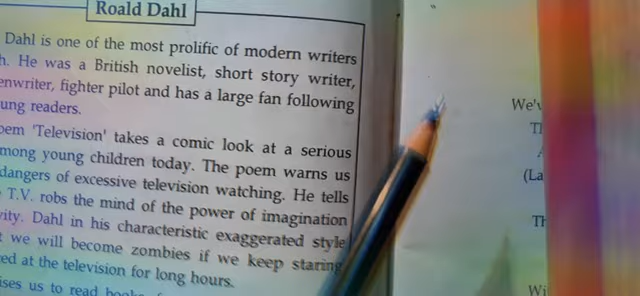 Roald Dahl
Dahl is one of the most prolific of modern writers
h. He was a British novelist, short story writer,
enwriter, fighter pilot and has a large fan following
ung readers.
oem 'Television' takes a comic look at a serious
mong young children today. The poem warns us
dangers of excessive television watching. He tells
T.V. robs the mind of the power of imagination
vity. Dahl in his characteristic exaggerated style
t we will become zombies if we keep staring
ed at the television for long hours.
ises us to read books
We'v
Th
(La
Th
Wi